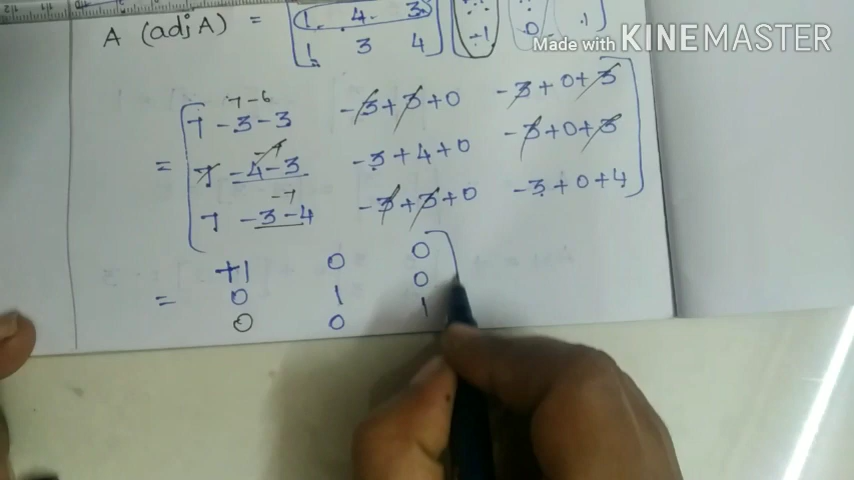 A (adj A) = 1 4 3 -1 0 1
1 3 4
Made with KINEMASTER
7-6
7 -3-3 -3+3+0 -3+0+3
-7
= 7 -4-3 -3+4+0 -3+0+3
-7
7 -3-4 -3+3+0 -3+0+4
+1 0 0
= 0 1 0
0 0 1